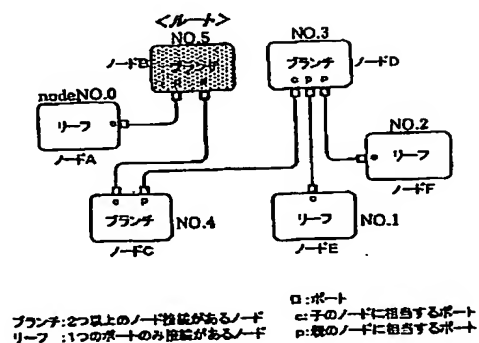 <ルート>
NO.5
ノードB
ブランチ
NO.3
ブランチ
ノードD
c p p
nodeNO.0
リーフ
c
ノードA
NO.2
c リーフ
ノードF
c p
ブランチ
NO.4
ノードC
c
リーフ
NO.1
ノードE
ブランチ:2つ以上のノード接続があるノード
リーフ :1つのポートのみ接続があるノード
□:ポート
c:子のノードに担当するポート
p:親のノードに担当するポート